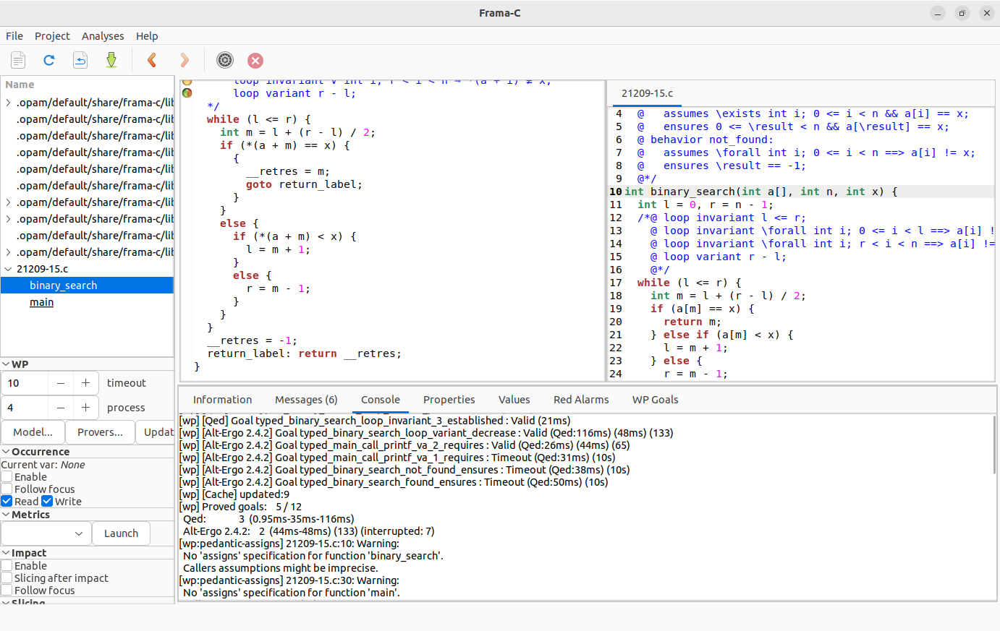 Frama-C
File Project Analyses Help
Name
.opam/default/share/frama-c/lib
.opam/default/share/frama-c/lib
.opam/default/share/frama-c/lib
.opam/default/share/frama-c/lib
.opam/default/share/frama-c/lib
.opam/default/share/frama-c/lib
.opam/default/share/frama-c/lib
.opam/default/share/frama-c/lib
.opam/default/share/frama-c/lib
.opam/default/share/frama-c/lib
21209-15.c
binary_search
main
WP
10 timeout
4 process
Model... Provers... Updat
Occurrence
Current var: None
Enable
Follow focus
Read Write
Metrics
Launch
Impact
Enable
Slicing after impact
Follow focus
Slicing
loop invariant ∀ int i; r < i < n ⇒ *(a + i) ≢ x;
loop variant r - l;
*/
while (l <= r) {
int m = l + (r - l) / 2;
if (*(a + m) == x) {
{
__retres = m;
goto return_label;
}
}
else {
if (*(a + m) < x) {
l = m + 1;
}
else {
r = m - 1;
}
}
}
__retres = -1;
return_label: return __retres;
}
21209-15.c
4 @ assumes \exists int i; 0 <= i < n && a[i] == x;
5 @ ensures 0 <= \result < n && a[\result] == x;
6 @ behavior not_found:
7 @ assumes \forall int i; 0 <= i < n ==> a[i] != x;
8 @ ensures \result == -1;
9 @*/
10 int binary_search(int a[], int n, int x) {
11 int l = 0, r = n - 1;
12 /*@ loop invariant l <= r;
13 @ loop invariant \forall int i; 0 <= i < l ==> a[i] !
14 @ loop invariant \forall int i; r < i < n ==> a[i] !=
15 @ loop variant r - l;
16 @*/
17 while (l <= r) {
18 int m = l + (r - l) / 2;
19 if (a[m] == x) {
20 return m;
21 } else if (a[m] < x) {
22 l = m + 1;
23 } else {
24 r = m - 1;
Information Messages (6) Console Properties Values Red Alarms WP Goals
[wp] [Qed] Goal typed_binary_search_loop_invariant_3_established : Valid (21ms)
[wp] [Alt-Ergo 2.4.2] Goal typed_binary_search_loop_variant_decrease : Valid (Qed:116ms) (48ms) (133)
[wp] [Alt-Ergo 2.4.2] Goal typed_main_call_printf_va_2_requires : Valid (Qed:26ms) (44ms) (65)
[wp] [Alt-Ergo 2.4.2] Goal typed_main_call_printf_va_1_requires : Timeout (Qed:31ms) (10s)
[wp] [Alt-Ergo 2.4.2] Goal typed_binary_search_not_found_ensures : Timeout (Qed:38ms) (10s)
[wp] [Alt-Ergo 2.4.2] Goal typed_binary_search_found_ensures : Timeout (Qed:50ms) (10s)
[wp] [Cache] updated:9
[wp] Proved goals: 5 / 12
Qed: 3 (0.95ms-35ms-116ms)
Alt-Ergo 2.4.2: 2 (44ms-48ms) (133) (interrupted: 7)
[wp:pedantic-assigns] 21209-15.c:10: Warning:
No 'assigns' specification for function 'binary_search'.
Callers assumptions might be imprecise.
[wp:pedantic-assigns] 21209-15.c:30: Warning:
No 'assigns' specification for function 'main'.